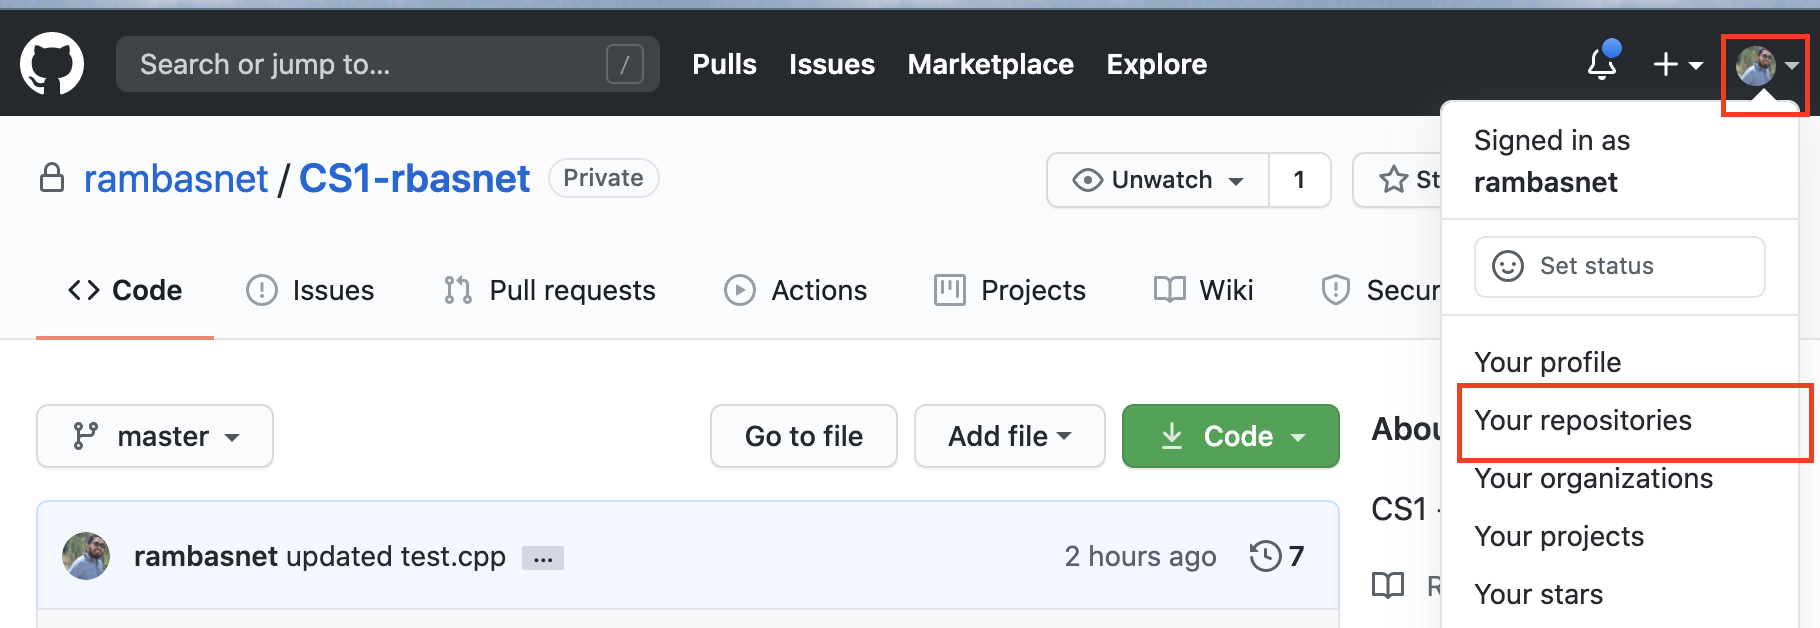 Search or jump to...
/
Pulls
Issues
Marketplace
Explore
Signed in as
rambasnet
Set status
Your profile
Your repositories
Your organizations
Your projects
Your stars
rambasnet / CS1-rbasnet
Private
Unwatch
1
St
Code
Issues
Pull requests
Actions
Projects
Wiki
Secur
master
Go to file
Add file
Code
Abou
rambasnet updated test.cpp ...
2 hours ago
7
CS1 -
R